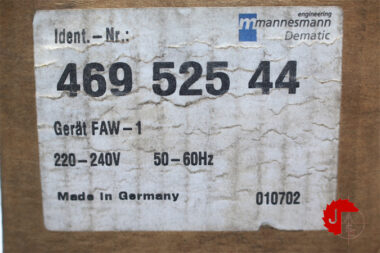 engineering
mannesmann
Dematic
Ident.-Nr.:
469 525 44
Gerät FAW-1
220-240V 50-60Hz
Made in Germany 010702